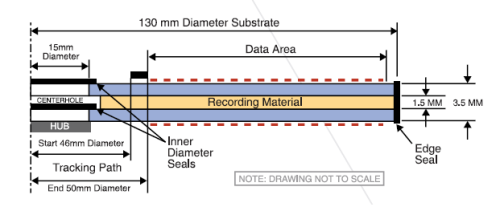 130 mm Diameter Substrate
15mm
Diameter
Data Area
CENTERHOLE
Recording Material
1.5 MM
3.5 MM
HUB
Start 46mm Diameter
Inner
Diameter
Seals
Edge
Seal
Tracking Path
End 50mm Diameter
NOTE: DRAWING NOT TO SCALE